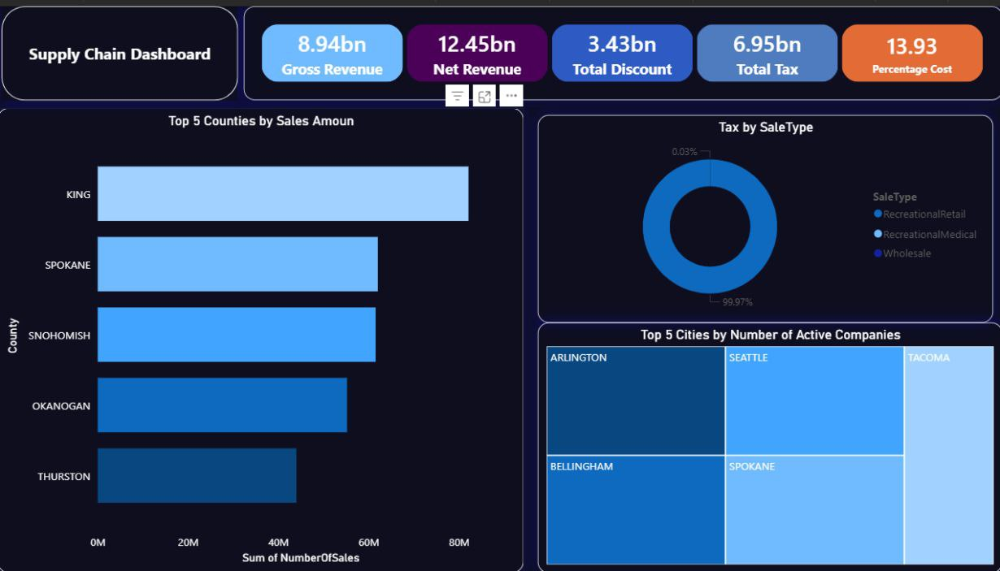 Supply Chain Dashboard
8.94bn
Gross Revenue
12.45bn
Net Revenue
3.43bn
Total Discount
6.95bn
Total Tax
13.93
Percentage Cost
Top 5 Counties by Sales Amoun
County
KING
SPOKANE
SNOHOMISH
OKANOGAN
THURSTON
0M 20M 40M 60M 80M
Sum of NumberOfSales
Tax by SaleType
0.03%
99.97%
SaleType
RecreationalRetail
RecreationalMedical
Wholesale
Top 5 Cities by Number of Active Companies
ARLINGTON
SEATTLE
TACOMA
BELLINGHAM
SPOKANE